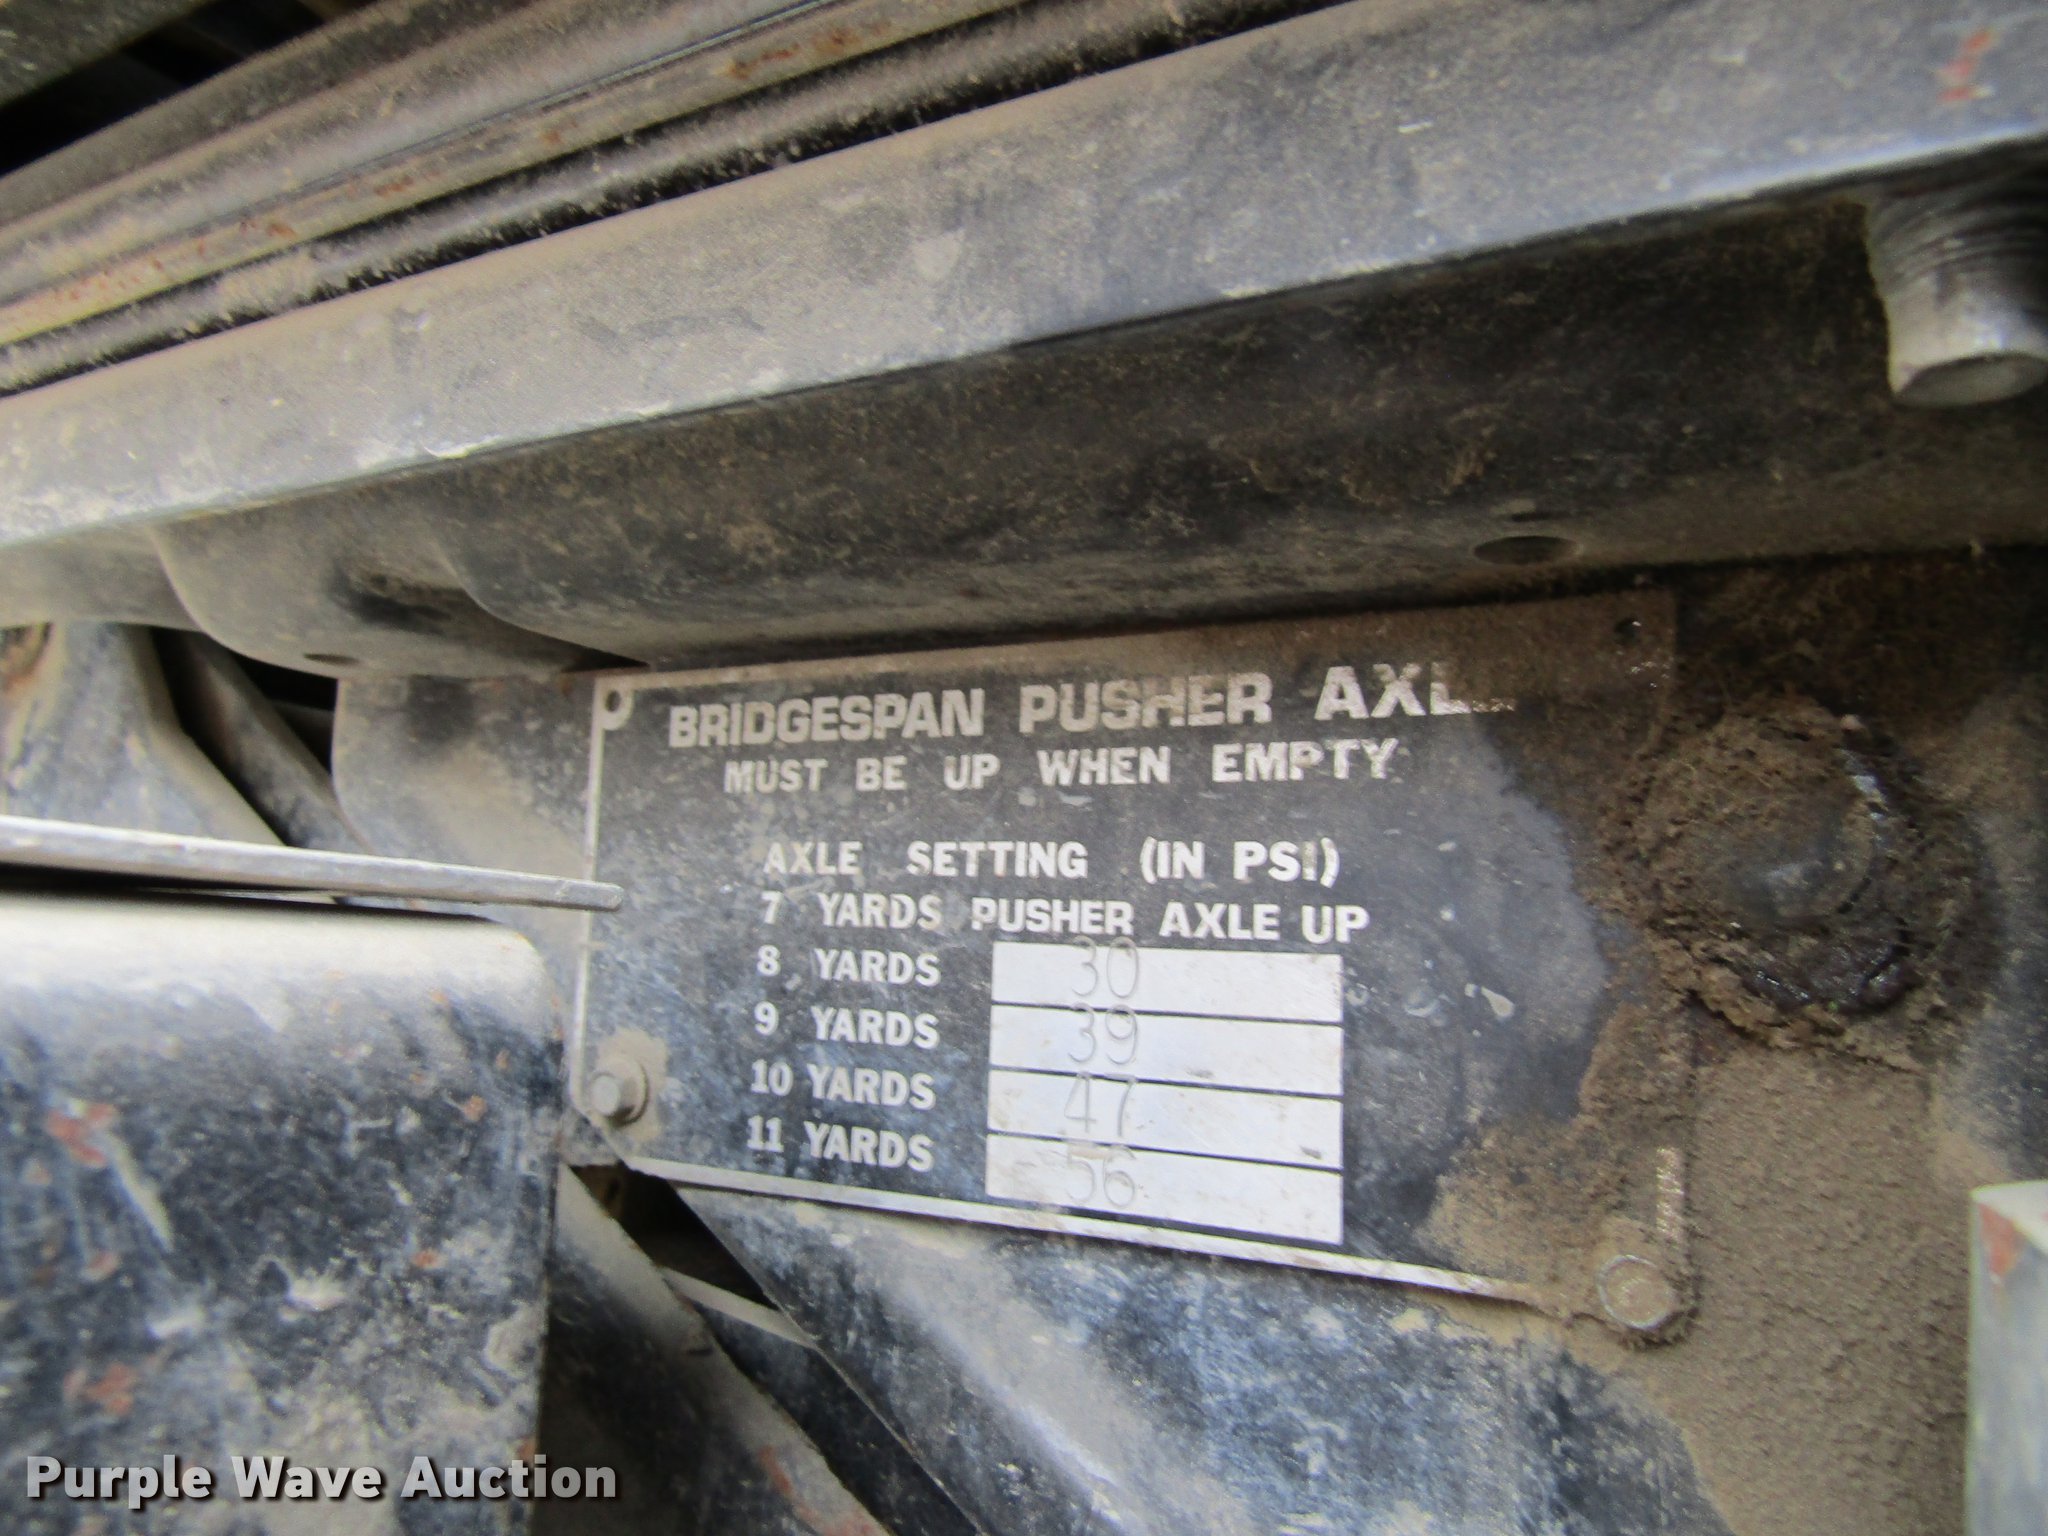 BRIDGESPAN PUSHER AXLE
MUST BE UP WHEN EMPTY
AXLE SETTING (IN PSI)
7 YARDS PUSHER AXLE UP
8 YARDS 30
9 YARDS 39
10 YARDS 47
11 YARDS 56
Purple Wave Auction